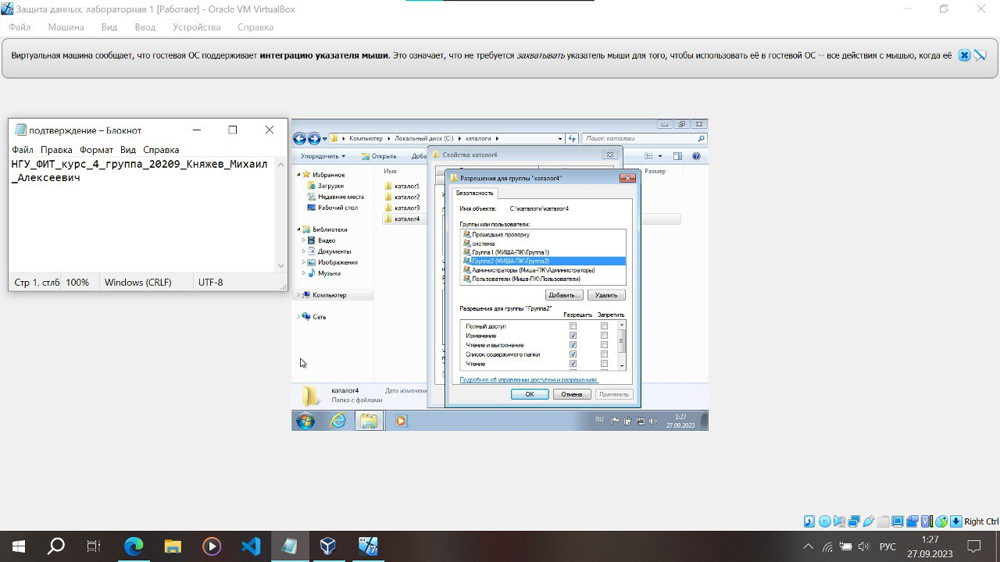 Защита данных, лабораторная 1 [Работает] - Oracle VM VirtualBox
Файл Машина Вид Ввод Устройства Справка
Виртуальная машина сообщает, что гостевая ОС поддерживает интеграцию указателя мыши. Это означает, что не требуется захватывать указатель мыши для того, чтобы использовать её в гостевой ОС -- все действия с мышью, когда её
подтверждение – Блокнот
Файл Правка Формат Вид Справка
НГУ_ФИТ_курс_4_группа_20209_Княжев_Михаил
_Алексеевич
Стр 1, стлб 100% Windows (CRLF) UTF-8
Компьютер Локальный диск (C:) каталоги
Поиск: каталоги
Упорядочить Открыть Доба
Избранное
Загрузки
Недавние места
Рабочий стол
Библиотеки
Видео
Документы
Изображения
Музыка
Компьютер
Сеть
Имя
Размер
каталог1
каталог2
каталог3
каталог4
каталог4 Дата изменени
Папка с файлами
Свойства: каталог4
Разрешения для группы "каталог4"
Безопасность
Имя объекта: C:\каталоги\каталог4
Группы или пользователи:
Прошедшие проверку
система
Группа1 (МИША-ПК\Группа1)
Группа2 (МИША-ПК\Группа2)
Администраторы (Миша-ПК\Администраторы)
Пользователи (Миша-ПК\Пользователи)
Добавить... Удалить
Разрешения для группы "Группа2" Разрешить Запретить
Полный доступ
Изменение
Чтение и выполнение
Список содержимого папки
Чтение
Подробнее об управлении доступом и разрешениях
ОК Отмена Применить
RU 1:27
27.09.2023
Right Ctrl
РУС 1:27
27.09.2023